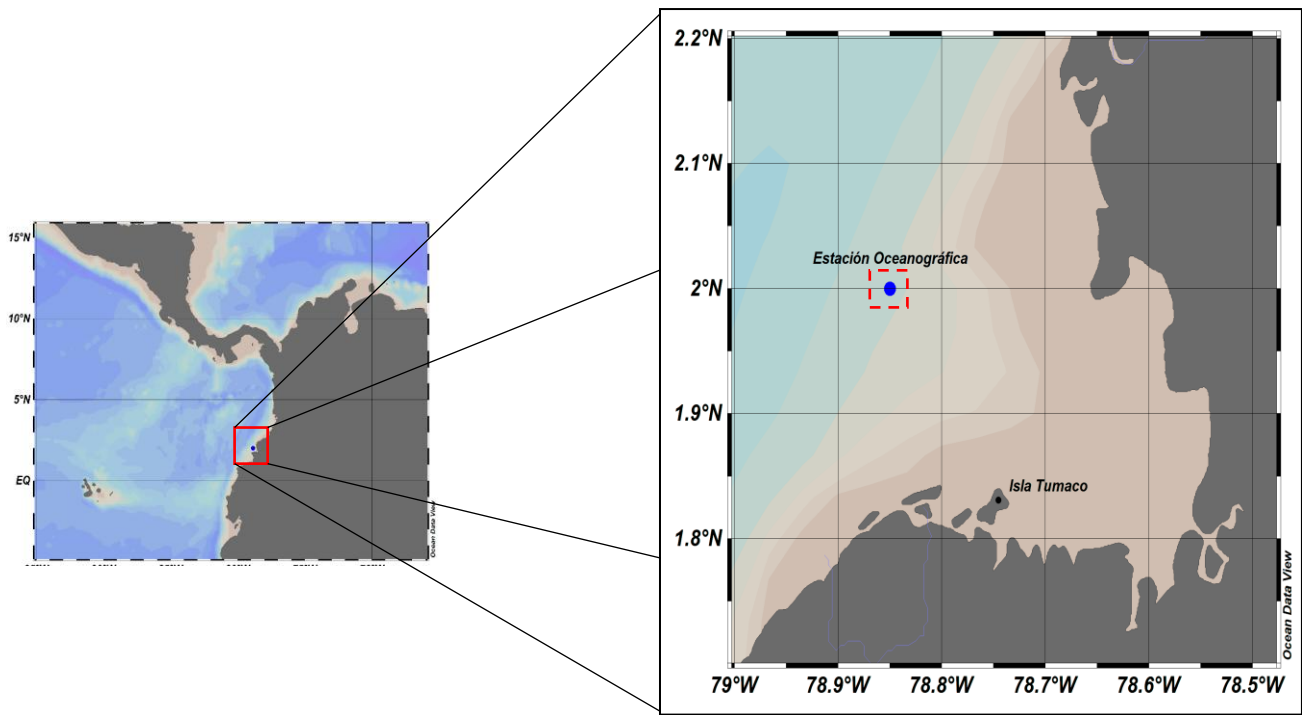 15°N
10°N
5°N
EQ
Ocean Data View
2.2°N
2.1°N
2°N
1.9°N
1.8°N
Estación Oceanográfica
Isla Tumaco
79°W
78.9°W
78.8°W
78.7°W
78.6°W
78.5°W
Ocean Data View